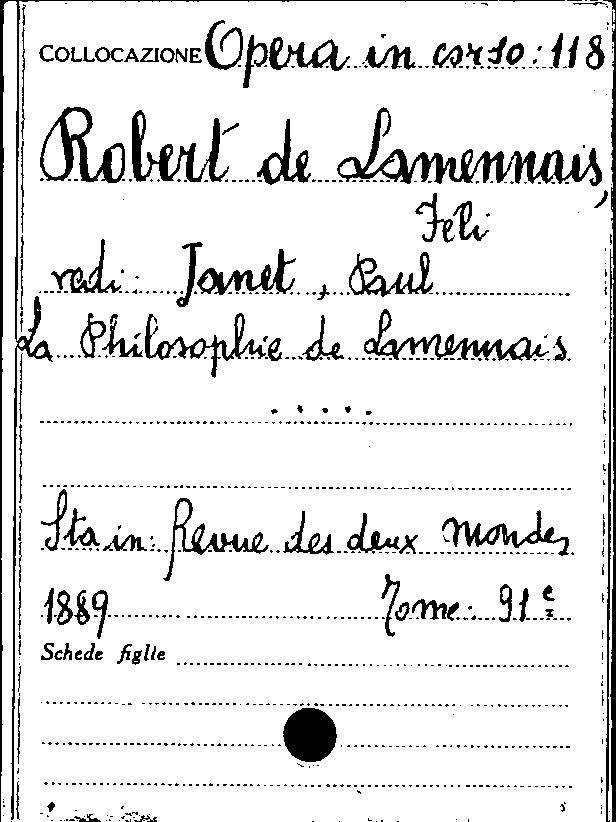 COLLOCAZIONE Opera in corso: 118
Robert de Lamennais,
Feli
vedi: Janet, Paul
La Philosophie de Lamennais
.....
Sta in: Revue des deux Mondes
1889 Tome: 91e
Schede figlie